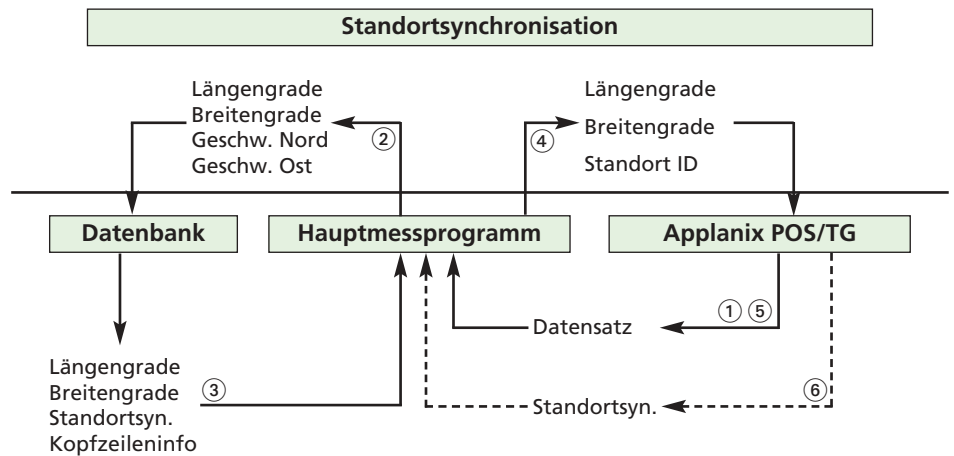 Standortsynchronisation
Längengrade
Breitengrade
Geschw. Nord
Geschw. Ost
②
④
Längengrade
Breitengrade
Standort ID
Datenbank
Hauptmessprogramm
Applanix POS/TG
① ⑤
Datensatz
Längengrade
Breitengrade
Standortsyn.
Kopfzeileninfo
③
⑥
Standortsyn.